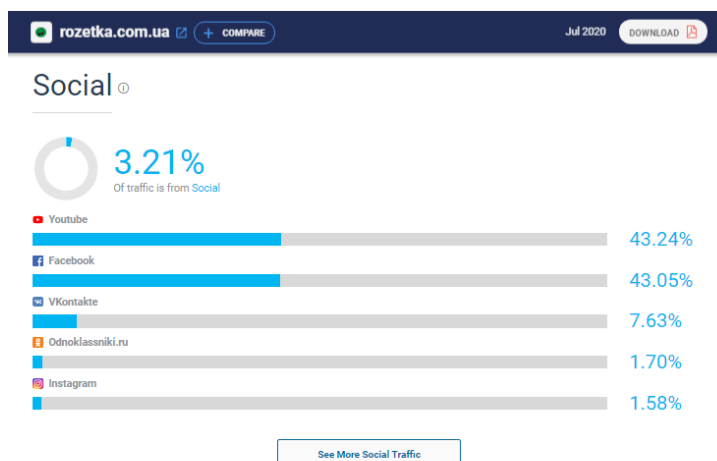 rozetka.com.ua + COMPARE Jul 2020 DOWNLOAD
Social
3.21%
Of traffic is from Social
Youtube
43.24%
Facebook
43.05%
VKontakte
7.63%
Odnoklassniki.ru
1.70%
Instagram
1.58%
See More Social Traffic